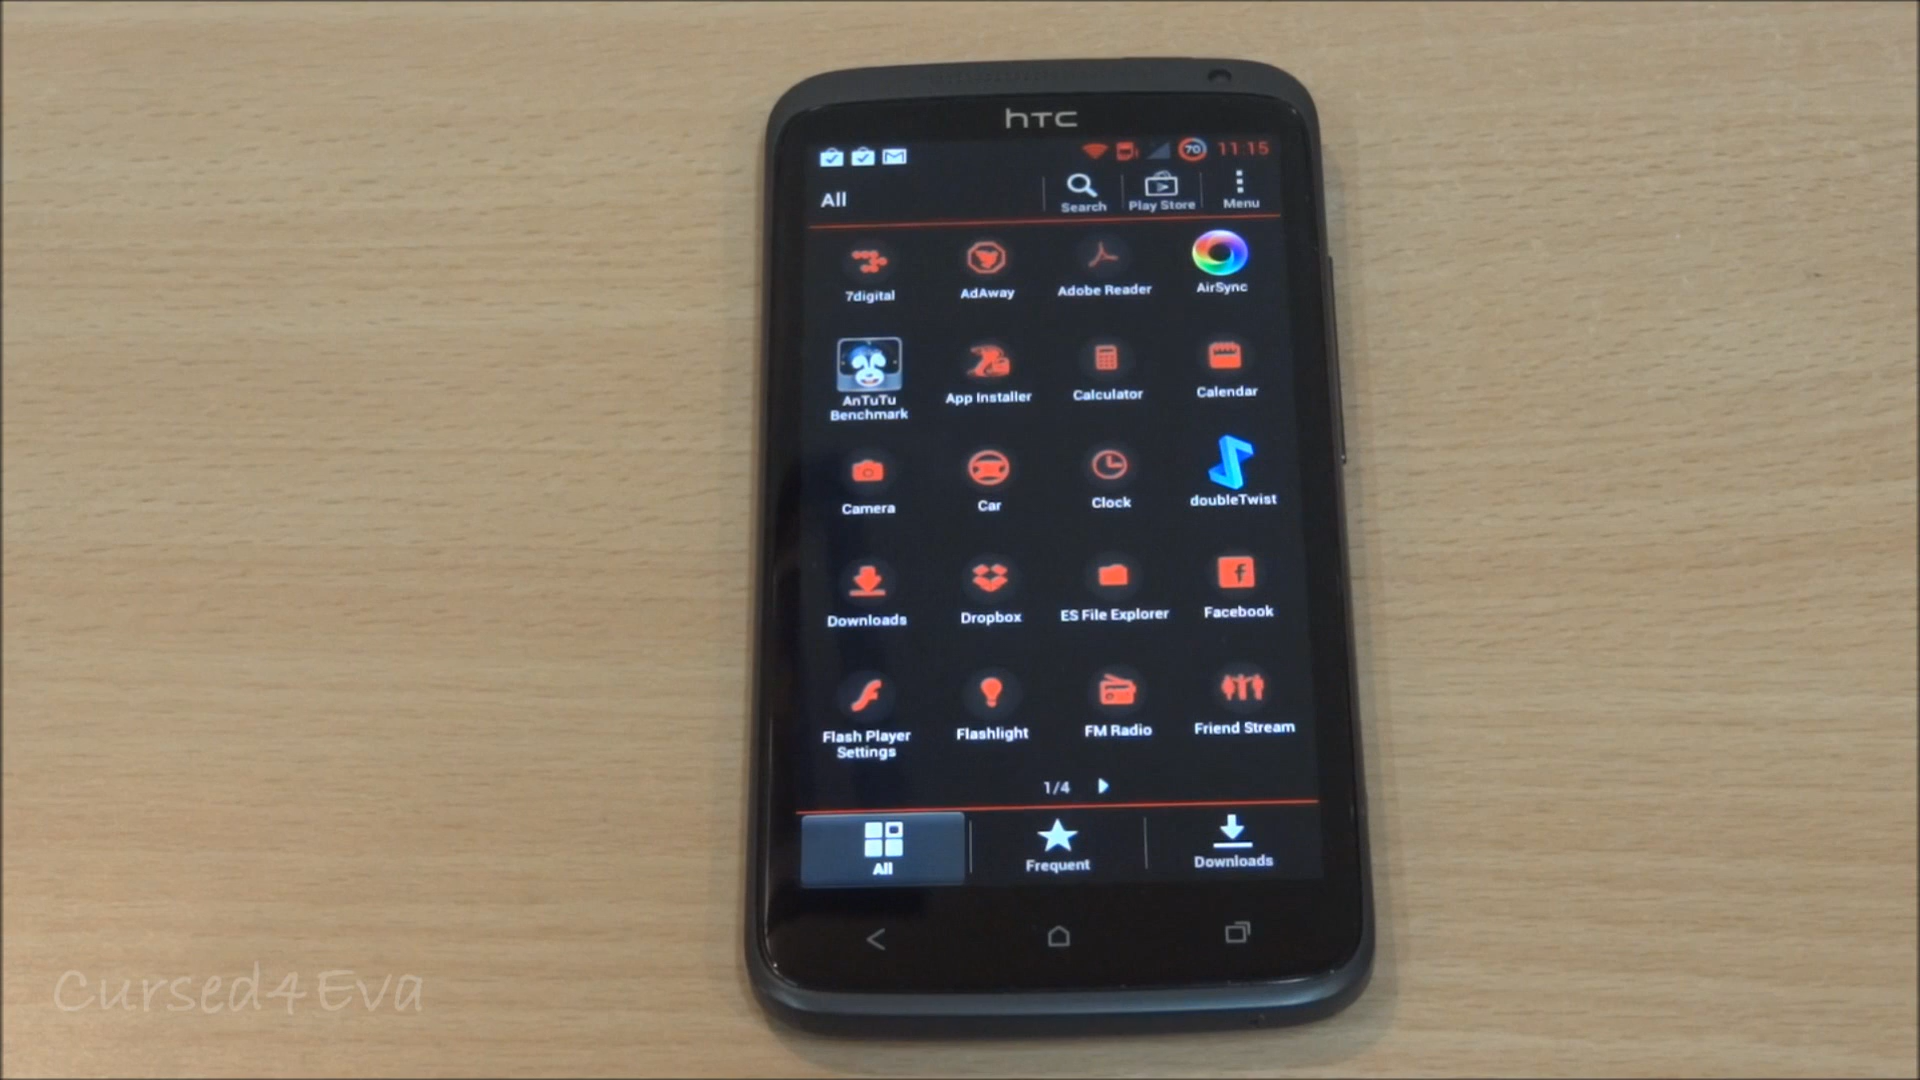 hTC
70 11:15
All
Search Play Store Menu
7digital AdAway Adobe Reader AirSync
AnTuTu
Benchmark
App Installer Calculator Calendar
Camera Car Clock doubleTwist
Downloads Dropbox ES File Explorer Facebook
Flash Player
Settings
Flashlight FM Radio Friend Stream
1/4
All Frequent Downloads
Cursed4Eva